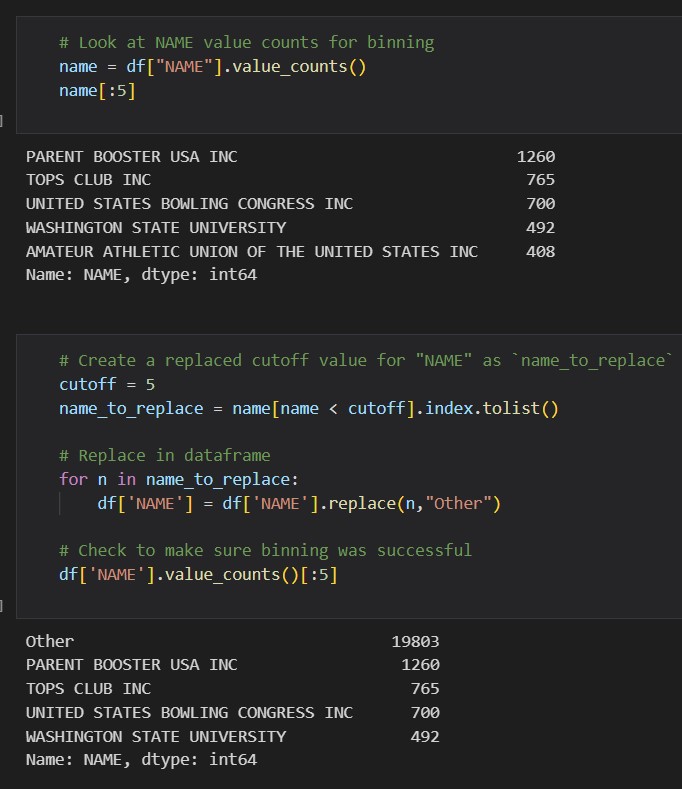 # Look at NAME value counts for binning
name = df["NAME"].value_counts()
name[:5]
]
PARENT BOOSTER USA INC 1260
TOPS CLUB INC 765
UNITED STATES BOWLING CONGRESS INC 700
WASHINGTON STATE UNIVERSITY 492
AMATEUR ATHLETIC UNION OF THE UNITED STATES INC 408
Name: NAME, dtype: int64
# Create a replaced cutoff value for "NAME" as `name_to_replace`
cutoff = 5
name_to_replace = name[name < cutoff].index.tolist()
# Replace in dataframe
for n in name_to_replace:
    df['NAME'] = df['NAME'].replace(n,"Other")
# Check to make sure binning was successful
df['NAME'].value_counts()[:5]
]
Other 19803
PARENT BOOSTER USA INC 1260
TOPS CLUB INC 765
UNITED STATES BOWLING CONGRESS INC 700
WASHINGTON STATE UNIVERSITY 492
Name: NAME, dtype: int64